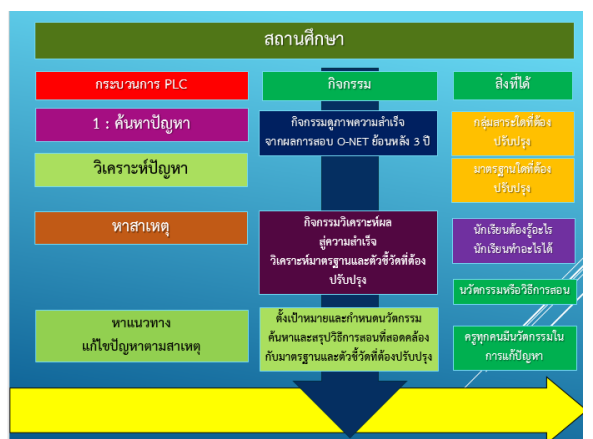 สถานศึกษา
กระบวนการ PLC
กิจกรรม
สิ่งที่ได้
1 : ค้นหาปัญหา
กิจกรรมดูภาพความสำเร็จ
จากผลการสอบ O-NET ย้อนหลัง 3 ปี
กลุ่มสาระใดที่ต้อง
ปรับปรุง
วิเคราะห์ปัญหา
มาตรฐานใดที่ต้อง
ปรับปรุง
หาสาเหตุ
กิจกรรมวิเคราะห์ผล
สู่ความสำเร็จ
วิเคราะห์มาตรฐานและตัวชี้วัดที่ต้อง
ปรับปรุง
นักเรียนต้องรู้อะไร
นักเรียนทำอะไรได้
นวัตกรรมหรือวิธีการสอน
หาแนวทาง
แก้ไขปัญหาตามสาเหตุ
ตั้งเป้าหมายและกำหนดนวัตกรรม
ค้นหาและสรุปวิธีการสอนที่สอดคล้อง
กับมาตรฐานและตัวชี้วัดที่ต้องปรับปรุง
ครูทุกคนมีนวัตกรรมใน
การแก้ปัญหา